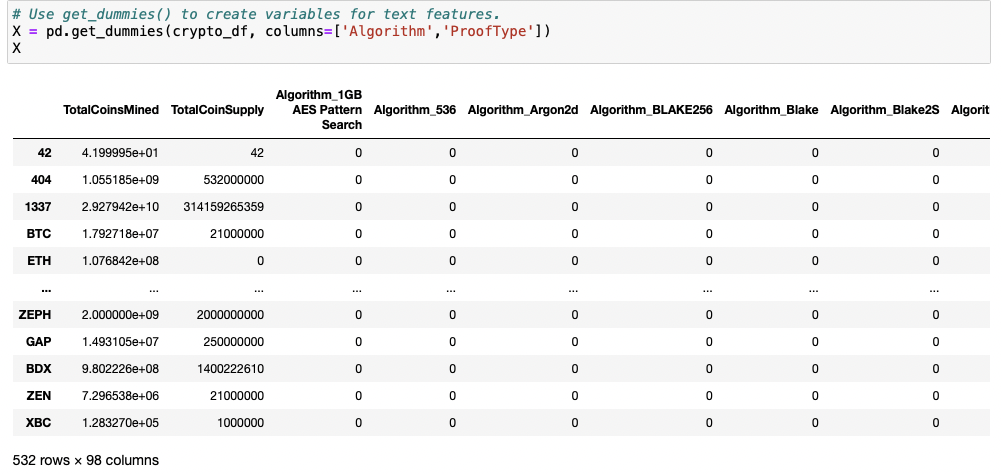 # Use get_dummies() to create variables for text features.
X = pd.get_dummies(crypto_df, columns=['Algorithm','ProofType'])
X
TotalCoinsMined TotalCoinSupply Algorithm_1GB AES Pattern Search Algorithm_536 Algorithm_Argon2d Algorithm_BLAKE256 Algorithm_Blake Algorithm_Blake2S Algorit
42 4.199995e+01 42 0 0 0 0 0 0
404 1.055185e+09 532000000 0 0 0 0 0 0
1337 2.927942e+10 314159265359 0 0 0 0 0 0
BTC 1.792718e+07 21000000 0 0 0 0 0 0
ETH 1.076842e+08 0 0 0 0 0 0 0
... ... ... ... ... ... ... ... ...
ZEPH 2.000000e+09 2000000000 0 0 0 0 0 0
GAP 1.493105e+07 250000000 0 0 0 0 0 0
BDX 9.802226e+08 1400222610 0 0 0 0 0 0
ZEN 7.296538e+06 21000000 0 0 0 0 0 0
XBC 1.283270e+05 1000000 0 0 0 0 0 0
532 rows × 98 columns